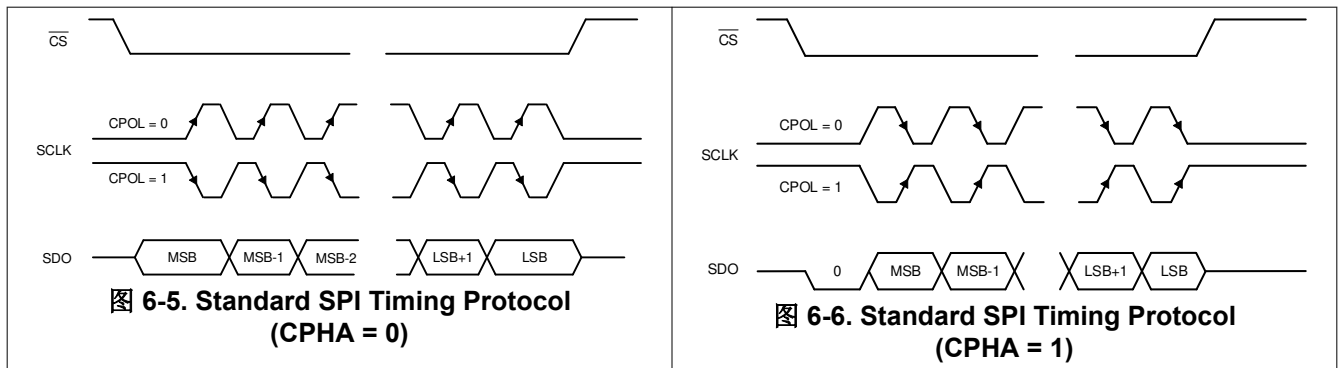 CS
SCLK
CPOL = 0
CPOL = 1
SDO
MSB
MSB-1
MSB-2
LSB+1
LSB
图 6-5. Standard SPI Timing Protocol
(CPHA = 0)
CS
SCLK
CPOL = 0
CPOL = 1
SDO
0
MSB
MSB-1
LSB+1
LSB
图 6-6. Standard SPI Timing Protocol
(CPHA = 1)